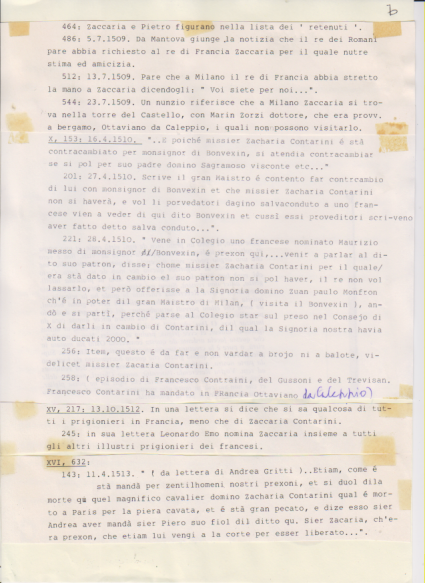 b
464: Zaccaria e Pietro figurano nella lista dei ' retenuti '.
486: 5.7.1509. Da Mantova giunge la notizia che il re dei Romani
pare abbia richiesto al re di Francia Zaccaria per il quale nutre
stima ed amicizia.
512: 13.7.1509. Pare che a Milano il re di Francia abbia stretto
la mano a Zaccaria dicendogli: " Voi siete per noi...".
544: 23.7.1509. Un nunzio riferisce che a Milano Zaccaria si tro-
va nella torre del Castello, con Marin Zorzi dottore, che era provv.
a bergamo, Ottaviano da Caleppio, i quali non possono visitarlo.
X, 153: 16.4.1510. "..è poichè missier Zaccaria Contarini è stà
contracambiato per monsignor di Bonvexin, si atendia contracambiar
se si pol per suo padre domino Sagramoso visconte etc..."
201: 27.4.1510. Scrive il gran Maistro è contento far contrcambio
di lui con monsignor di Bonvexin et che missier Zaccaria Contarini
non si haverà, e vol li porvedador dagino salvaconduto a uno fran-
cese vien a veder di qui dito Bonvexin et cussì essi proveditori scri-veno
aver fatto detto salva conduto...".
221: 28.4.1510. " Vene in Colegio uno francese nominato Maurizio
messo di monsignor di/Bonvexin, è prexon qui,...venir a parlar al di-
to suo patron, disse: chome missier Zacharia Contarini per il quale/
era stà dato in cambio el suo patron non si pol haver, il re non vol
lassarlo, et però offerisse a la Signoria domino Zuan paulo Monfron
ch'è in poter dil gran Maistro di Milan, ( visita il Bonvexin ), an-
dò e si partì, perchè parse al Colegio star sul preso nel Consejo di
X di darli in cambio di Contarini, dil qual la Signoria nostra havia
auto ducati 2000. "
256: Item, questo è da far e non vardar a brojo ni a balote, vi-
delicet missier Zacaria Contarini.
258: ( episodio di Francesco Contraini, del Gussoni e del Trevisan.
Francesco Contarini ha mandato in FRancia Ottaviano da Caleppio)
XV, 217: 13.10.1512. In una lettera si dice che si sa qualcosa di tut-
ti i prigionieri in Francia, meno che di Zaccaria Contarini.
245: in sua lettera Leonardo Emo nomina Zaccaria insieme a tutti
gli altri illustri prigionieri dei francesi.
XVI, 632:
143: 11.4.1513. " ( da lettera di Andrea Gritti )..Etiam, come è
stà mandà per zentilhomeni nostri prexoni, et si duol dila
morte qu quel magnifico cavalier domino Zacharia Contarini qual è mor-
to a Paris per la piera cavata, et è stà gran pecato, e dize esso sier
Andrea aver mandà sier Piero suo fiol dil ditto qu. Sier Zacaria, ch'e-
ra prexon, che etiam lui vengi a la corte per esser liberato...".